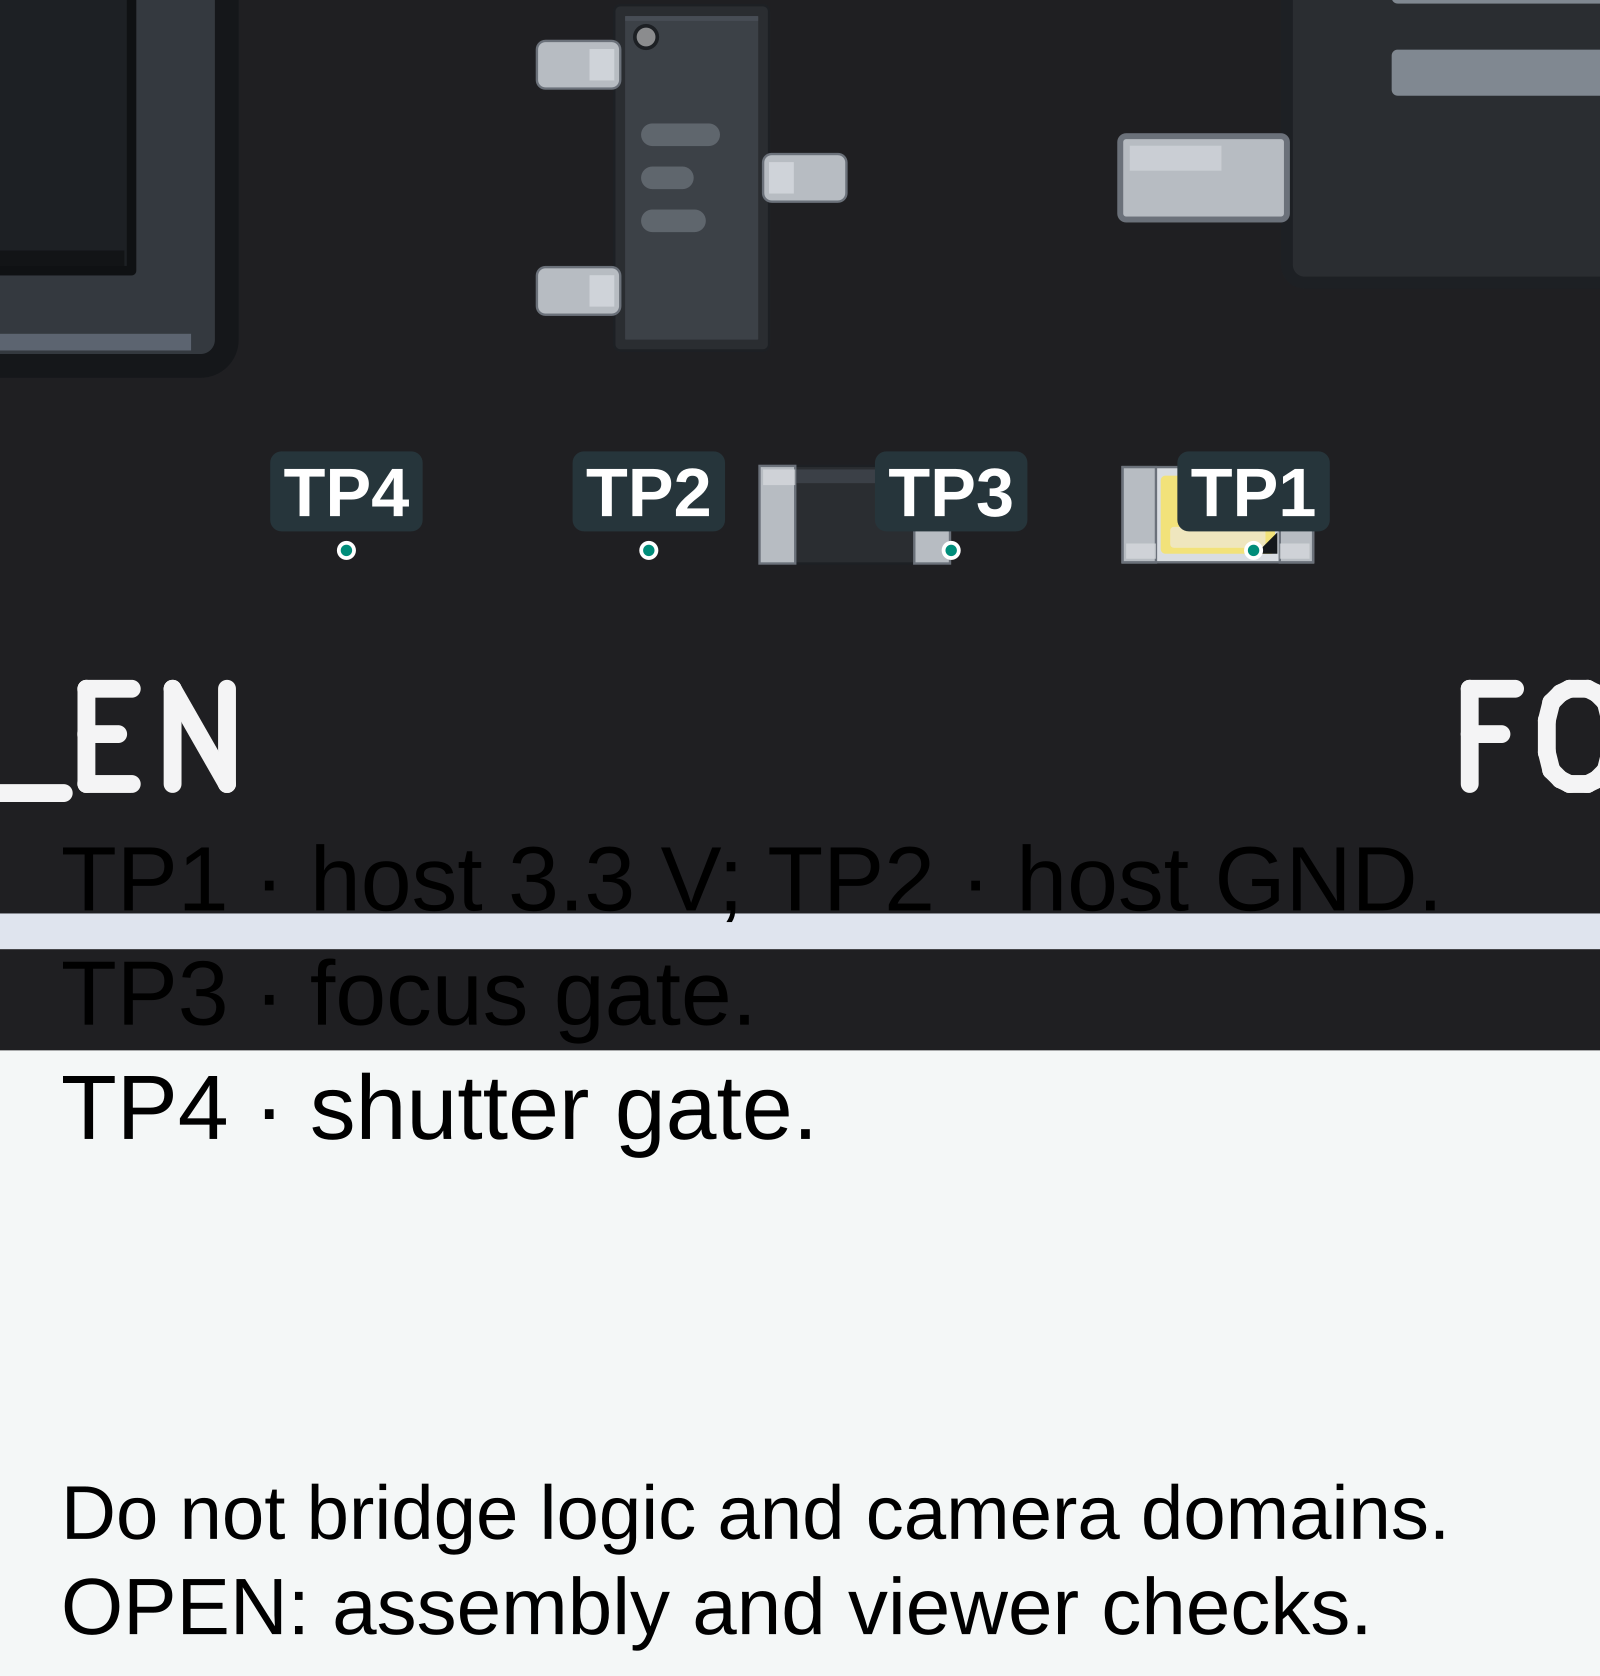 TP4 TP2 TP3 TP1
_EN FO
TP1 · host 3.3 V; TP2 · host GND.
TP3 · focus gate.
TP4 · shutter gate.
Do not bridge logic and camera domains.
OPEN: assembly and viewer checks.